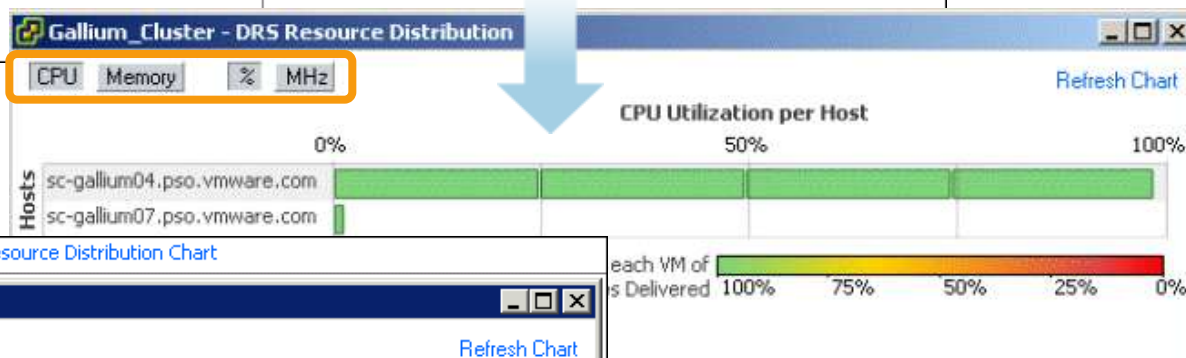 Gallium_Cluster - DRS Resource Distribution
CPU Memory % MHz
Refresh Chart
CPU Utilization per Host
0% 50% 100%
Hosts
sc-gallium04.pso.vmware.com
sc-gallium07.pso.vmware.com
source Distribution Chart
each VM of
s Delivered 100% 75% 50% 25% 0%
Refresh Chart